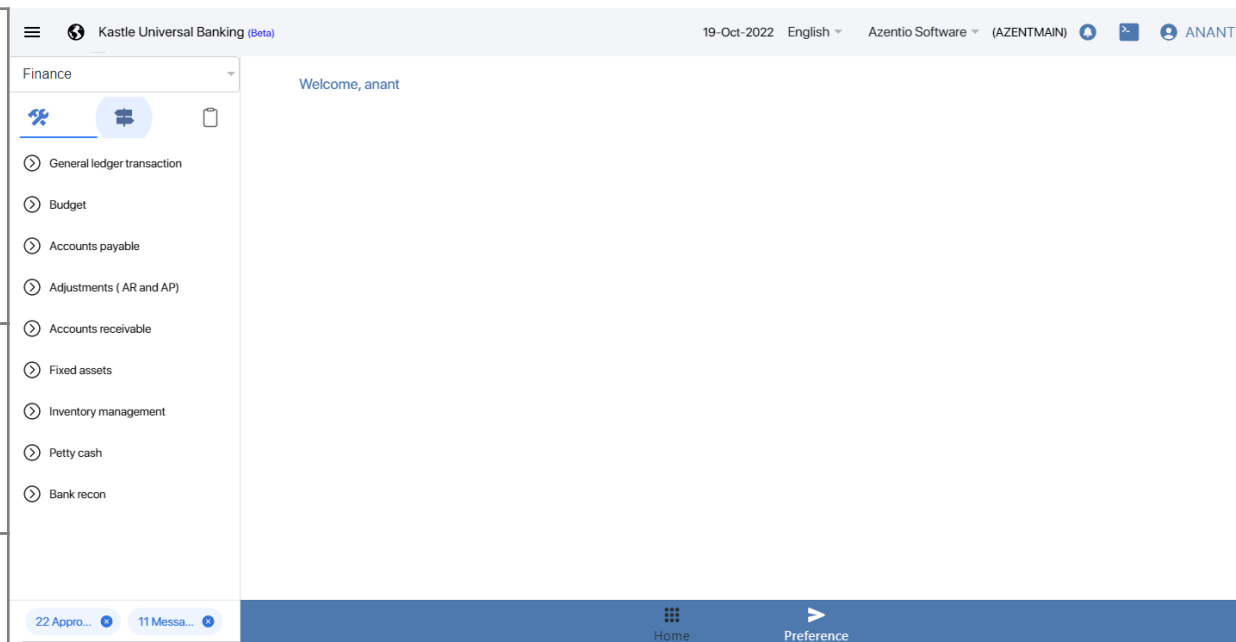 Kastle Universal Banking (Beta)
19-Oct-2022 English Azentio Software (AZENTMAIN) ANANT
Finance
Welcome, anant
General ledger transaction
Budget
Accounts payable
Adjustments ( AR and AP)
Accounts receivable
Fixed assets
Inventory management
Petty cash
Bank recon
22 Appro... 11 Messa...
Home Preference